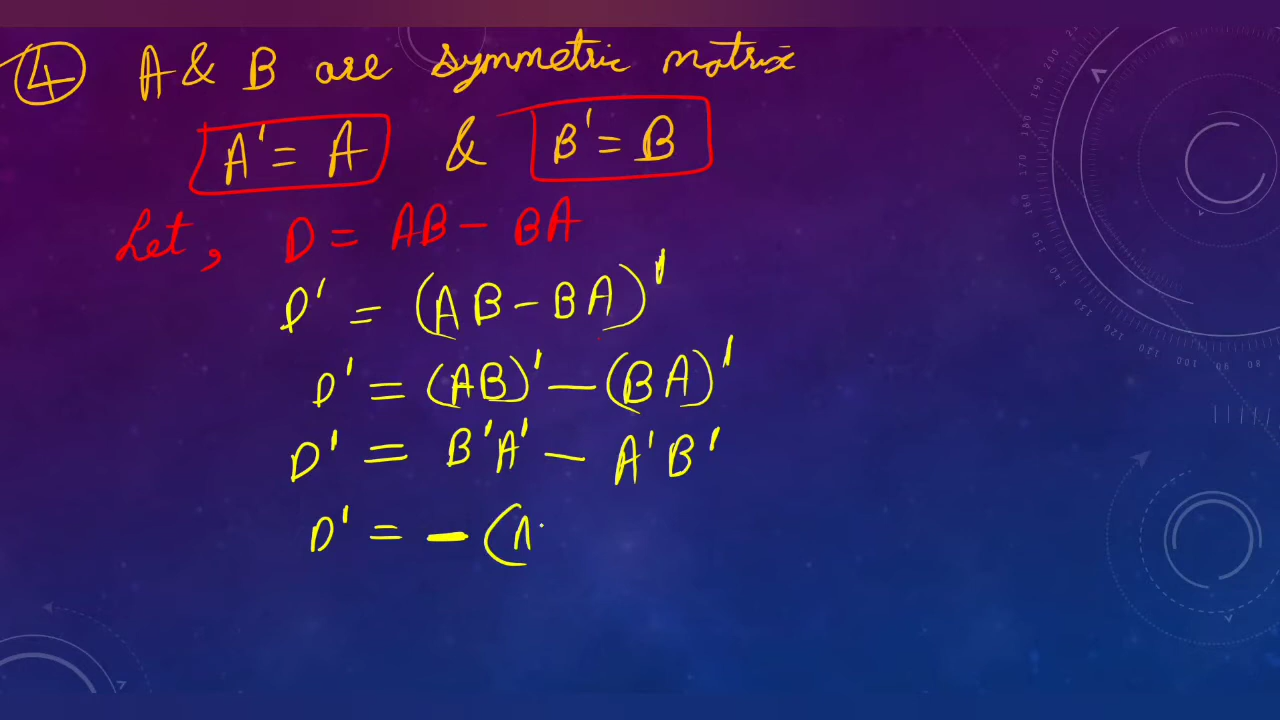 4 A & B are symmetric matrix
A' = A & B' = B
Let, D = AB - BA
D' = (AB - BA)'
D' = (AB)' - (BA)'
D' = B'A' - A'B'
D' = - (